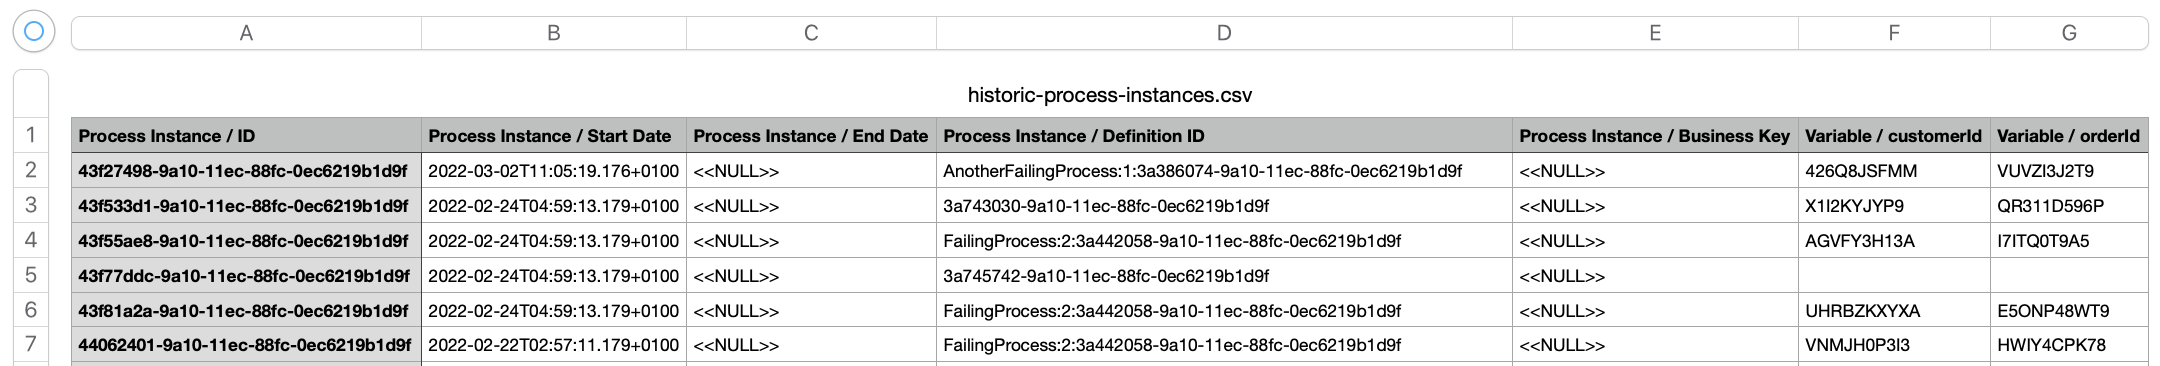 A B C D E F G
historic-process-instances.csv
1 Process Instance / ID Process Instance / Start Date Process Instance / End Date Process Instance / Definition ID Process Instance / Business Key Variable / customerId Variable / orderId
2 43f27498-9a10-11ec-88fc-0ec6219b1d9f 2022-03-02T11:05:19.176+0100 <<NULL>> AnotherFailingProcess:1:3a386074-9a10-11ec-88fc-0ec6219b1d9f <<NULL>> 426Q8JSFMM VUVZI3J2T9
3 43f533d1-9a10-11ec-88fc-0ec6219b1d9f 2022-02-24T04:59:13.179+0100 <<NULL>> 3a743030-9a10-11ec-88fc-0ec6219b1d9f <<NULL>> X1I2KYJYP9 QR311D596P
4 43f55ae8-9a10-11ec-88fc-0ec6219b1d9f 2022-02-24T04:59:13.179+0100 <<NULL>> FailingProcess:2:3a442058-9a10-11ec-88fc-0ec6219b1d9f <<NULL>> AGVFY3H13A I7ITQ0T9A5
5 43f77ddc-9a10-11ec-88fc-0ec6219b1d9f 2022-02-24T04:59:13.179+0100 <<NULL>> 3a745742-9a10-11ec-88fc-0ec6219b1d9f <<NULL>>
6 43f81a2a-9a10-11ec-88fc-0ec6219b1d9f 2022-02-24T04:59:13.179+0100 <<NULL>> FailingProcess:2:3a442058-9a10-11ec-88fc-0ec6219b1d9f <<NULL>> UHRBZKXYXA E5ONP48WT9
7 44062401-9a10-11ec-88fc-0ec6219b1d9f 2022-02-22T02:57:11.179+0100 <<NULL>> FailingProcess:2:3a442058-9a10-11ec-88fc-0ec6219b1d9f <<NULL>> VNMJH0P3I3 HWIY4CPK78